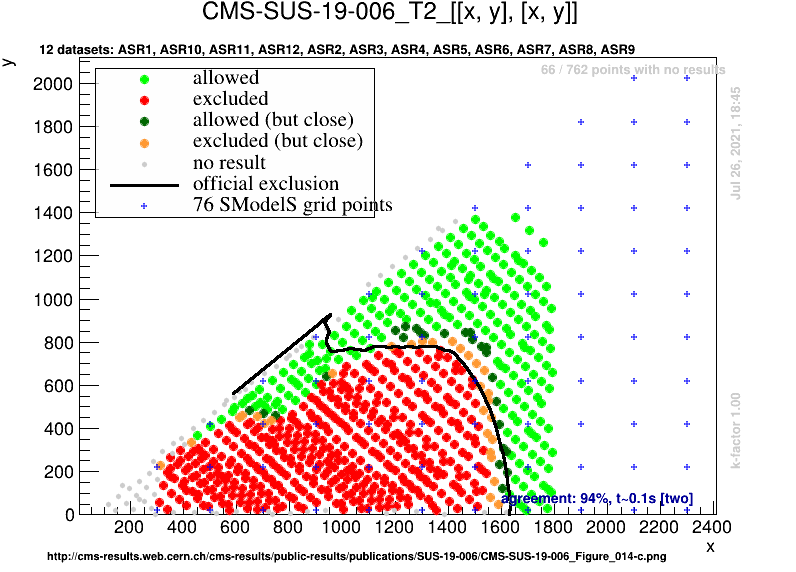 CMS-SUS-19-006_T2_[[x, y], [x, y]]
12 datasets: ASR1, ASR10, ASR11, ASR12, ASR2, ASR3, ASR4, ASR5, ASR6, ASR7, ASR8, ASR9
y
66 / 762 points with no results
allowed
excluded
allowed (but close)
excluded (but close)
no result
official exclusion
76 SModelS grid points
Jul 26, 2021, 18:45
k-factor 1.00
2000
1800
1600
1400
1200
1000
800
600
400
200
0
agreement: 94%, t~0.1s [two]
200 400 600 800 1000 1200 1400 1600 1800 2000 2200 2400
x
http://cms-results.web.cern.ch/cms-results/public-results/publications/SUS-19-006/CMS-SUS-19-006_Figure_014-c.png